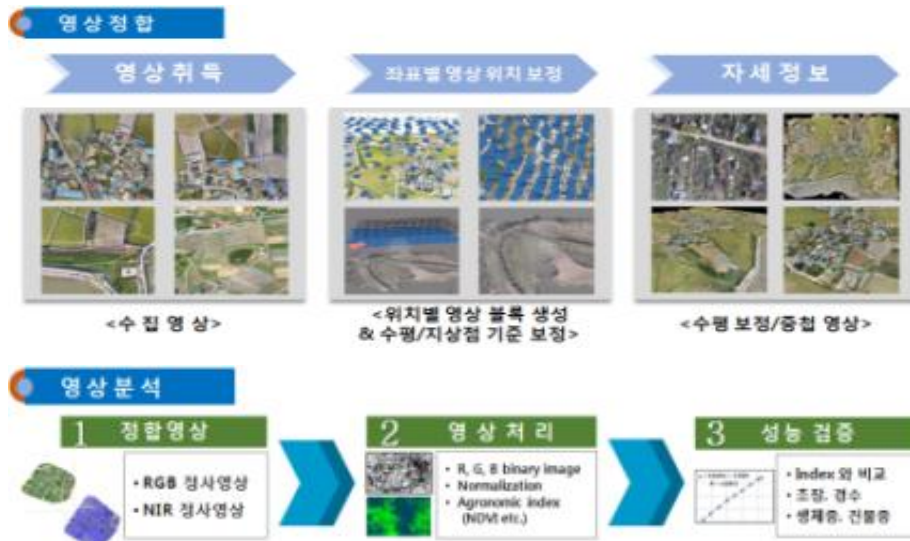 영상정합
영상취득
좌표별 영상 위치 보정
자세정보
<수 집 영 상>
<위치별 영상 블록 생성
& 수평/지상점 기준 보정>
<수평 보정/중첩 영상>
영상분석
1 정합영상
• RGB 정사영상
• NIR 정사영상
2 영상 처리
• R, G, B binary image
• Normalization
• Agronomic index
(NDVI etc.)
3 성능 검증
• Index 와 비교
• 초장, 경수
• 생체중, 건물중